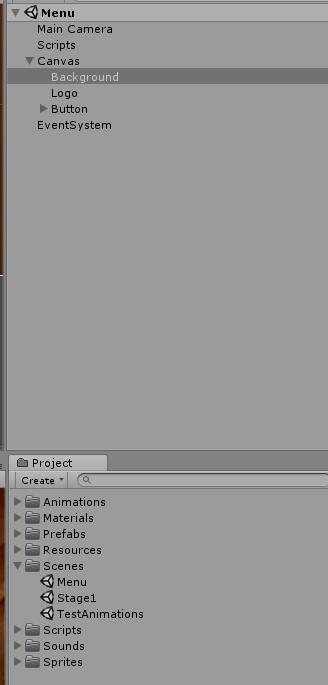 Menu
Main Camera
Scripts
Canvas
Background
Logo
Button
EventSystem
Project
Create
Animations
Materials
Prefabs
Resources
Scenes
Menu
Stage1
TestAnimations
Scripts
Sounds
Sprites